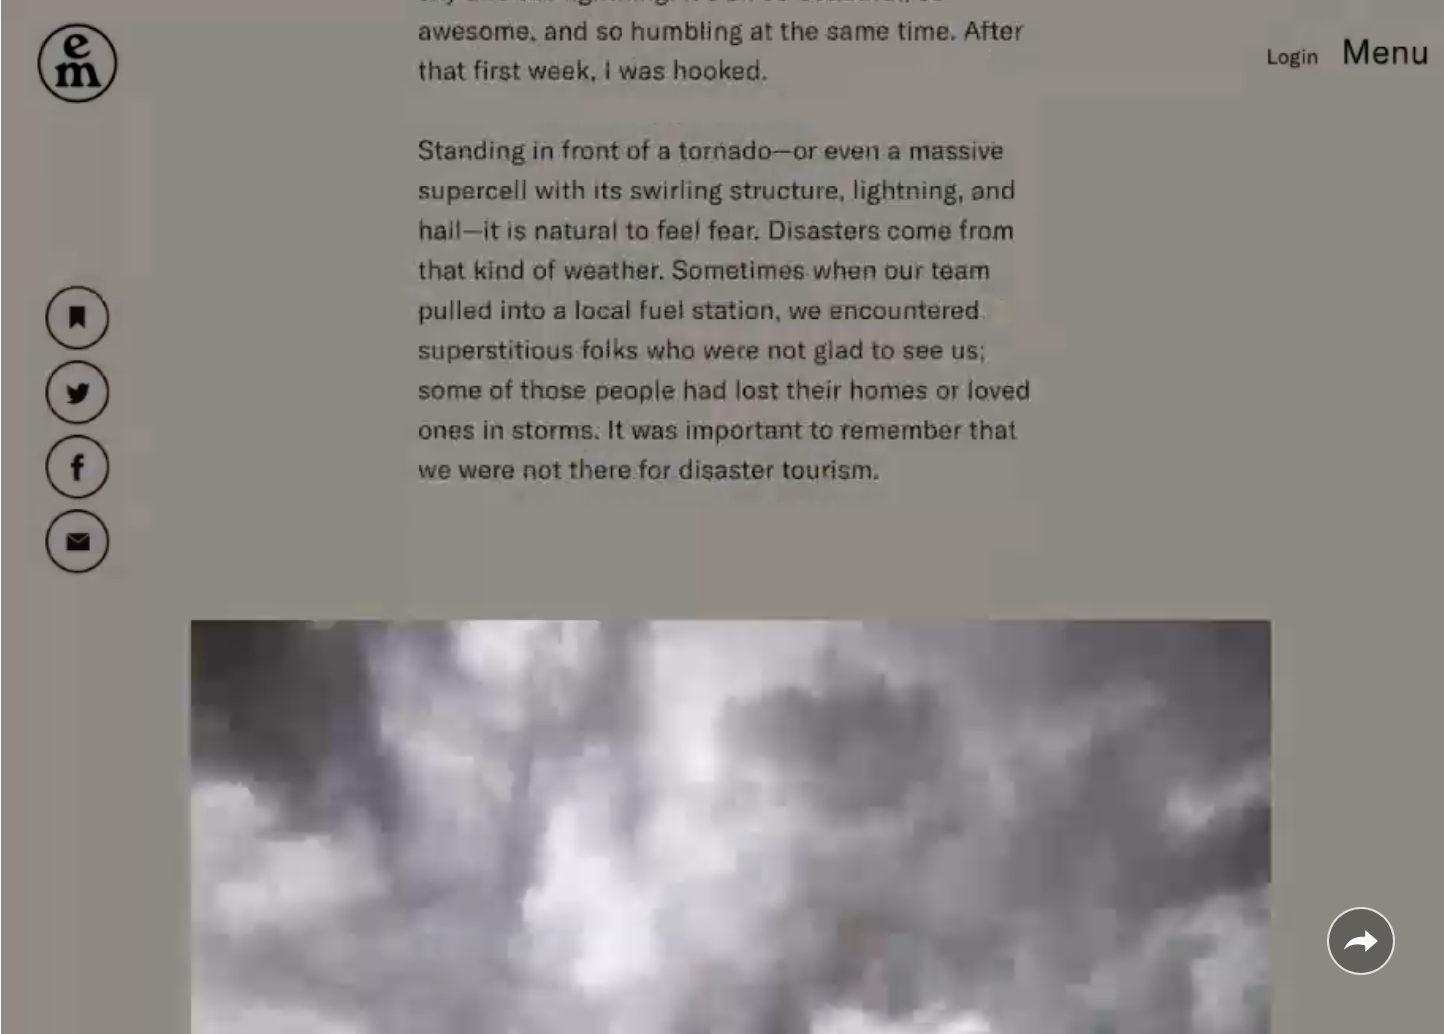 em
Login
Menu
awesome, and so humbling at the same time. After
that first week, I was hooked.
Standing in front of a tornado—or even a massive
supercell with its swirling structure, lightning, and
hail—it is natural to feel fear. Disasters come from
that kind of weather. Sometimes when our team
pulled into a local fuel station, we encountered
superstitious folks who were not glad to see us;
some of those people had lost their homes or loved
ones in storms. It was important to remember that
we were not there for disaster tourism.